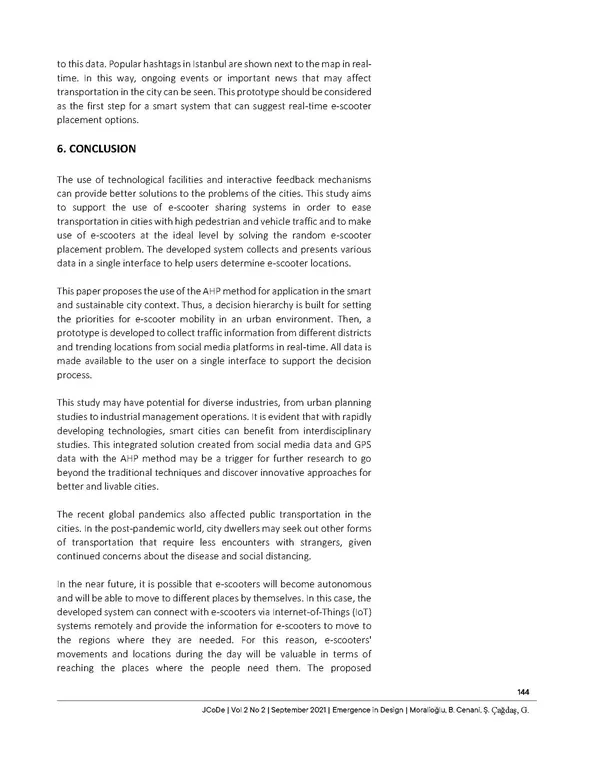 to this data. Popular hashtags in Istanbul are shown next to the map in real-
time. In this way, ongoing events or important news that may affect
transportation in the city can be seen. This prototype should be considered
as the first step for a smart system that can suggest real-time e-scooter
placement options.
6. CONCLUSION
The use of technological facilities and interactive feedback mechanisms
can provide better solutions to the problems of the cities. This study aims
to support the use of e-scooter sharing systems in order to ease
transportation in cities with high pedestrian and vehicle traffic and to make
use of e-scooters at the ideal level by solving the random e-scooter
placement problem. The developed system collects and presents various
data in a single interface to help users determine e-scooter locations.
This paper proposes the use of the AHP method for application in the smart
and sustainable city context. Thus, a decision hierarchy is built for setting
the priorities for e-scooter mobility in an urban environment. Then, a
prototype is developed to collect traffic information from different districts
and trending locations from social media platforms in real-time. All data is
made available to the user on a single interface to support the decision
process.
This study may have potential for diverse industries, from urban planning
studies to industrial management operations. It is evident that with rapidly
developing technologies, smart cities can benefit from interdisciplinary
studies. This integrated solution created from social media data and GPS
data with the AHP method may be a trigger for further research to go
beyond the traditional techniques and discover innovative approaches for
better and livable cities.
The recent global pandemics also affected public transportation in the
cities. In the post-pandemic world, city dwellers may seek out other forms
of transportation that require less encounters with strangers, given
continued concerns about the disease and social distancing.
In the near future, it is possible that e-scooters will become autonomous
and will be able to move to different places by themselves. In this case, the
developed system can connect with e-scooters via Internet-of-Things (IoT)
systems remotely and provide the information for e-scooters to move to
the regions where they are needed. For this reason, e-scooters'
movements and locations during the day will be valuable in terms of
reaching the places where the people need them. The proposed
144
JCoDe | Vol 2 No 2 | September 2021 | Emergence in Design | Moralioğlu, B. Cenani, Ş. Çağdaş, G.